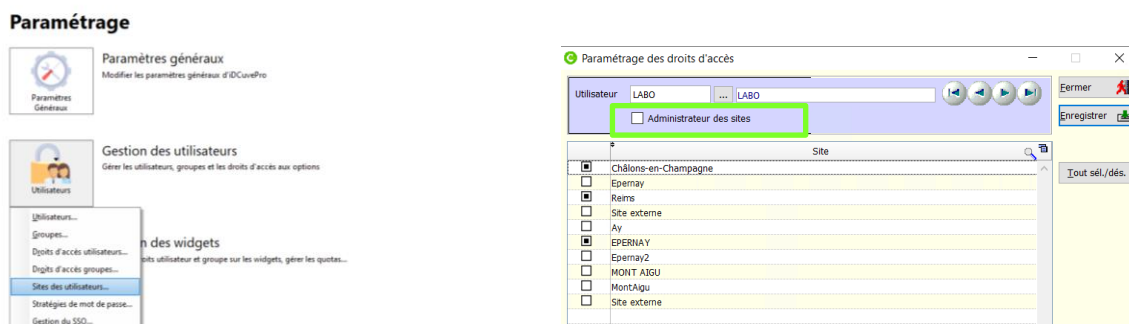 Paramétrage
Paramètres généraux
Modifier les paramètres généraux d'iDCuvePro
Paramètres
Généraux
Gestion des utilisateurs
Gérer les utilisateurs, groupes et les droits d'accès aux options
Utilisateurs
Utilisateurs...
Groupes...
Droits d'accès utilisateurs...
Droits d'accès groupes...
Sites des utilisateurs...
Stratégies de mot de passe...
Gestion du SSO...
n des widgets
oits utilisateur et groupe sur les widgets, gérer les quotas...
Paramétrage des droits d'accès
Utilisateur LABO ... LABO
Administrateur des sites
Fermer
Enregistrer
Tout sél./dés.
Site
Châlons-en-Champagne
Epernay
Reims
Site externe
Ay
EPERNAY
Epernay2
MONT AIGU
MontAigu
Site externe